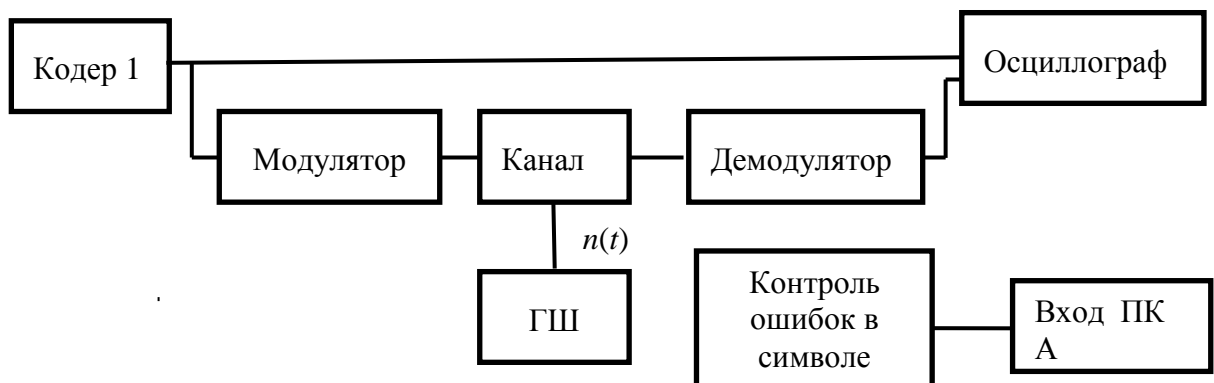 Кодер 1
Осциллограф
Модулятор
Канал
Демодулятор
n(t)
ГШ
Контроль
ошибок в
символе
Вход ПК
А